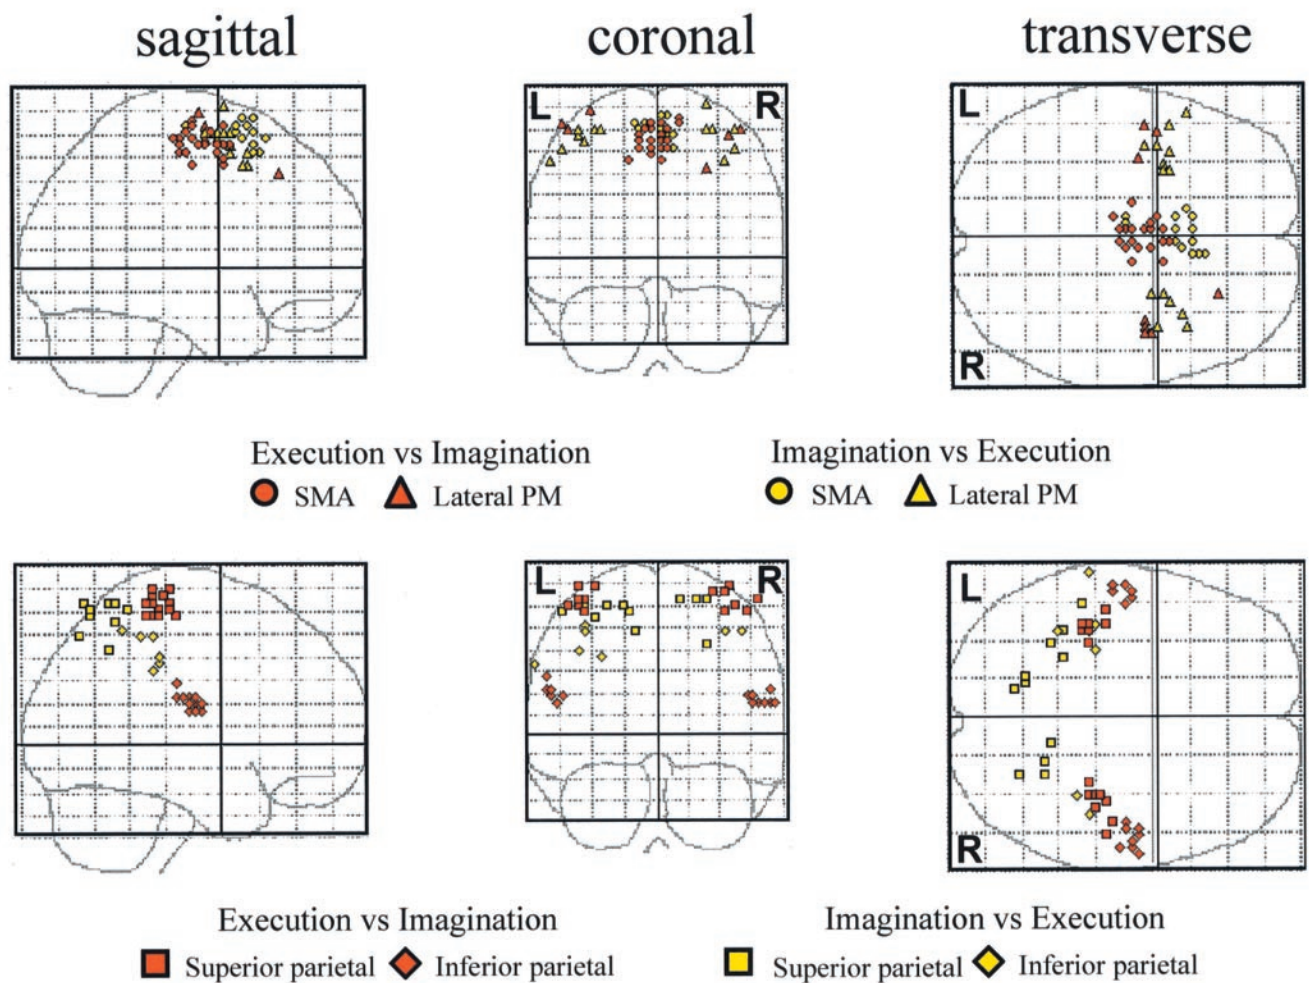 sagittal coronal transverse
L R L
R
Execution vs Imagination Imagination vs Execution
SMA Lateral PM SMA Lateral PM
L R L
R
Execution vs Imagination Imagination vs Execution
Superior parietal Inferior parietal Superior parietal Inferior parietal